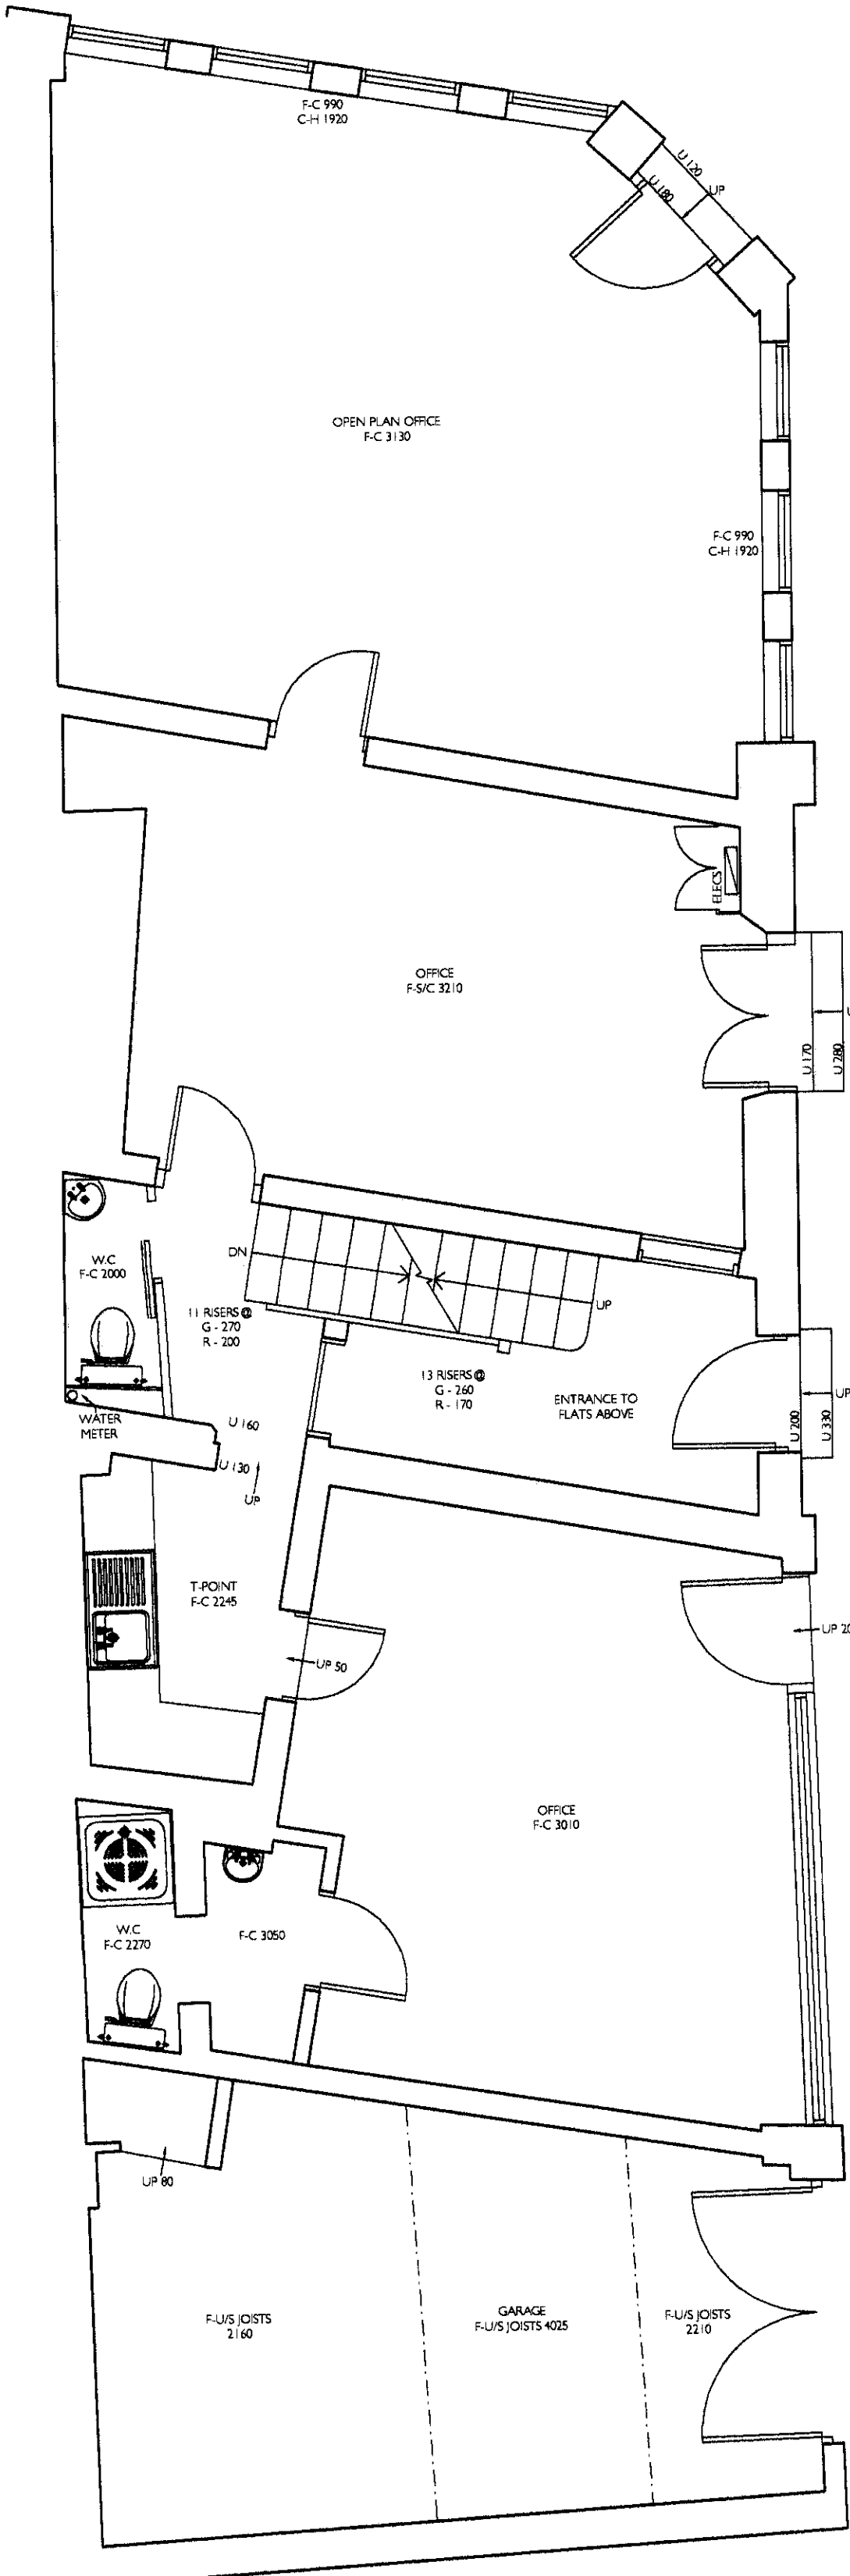 F-C 990
C-H 1920
U 120
U 180
UP
OPEN PLAN OFFICE
F-C 3130
F-C 990
C-H 1920
ELECS
OFFICE
F-S/C 3210
U 170
U 280
W.C
F-C 2000
DN
UP
11 RISERS @
G - 270
R - 200
13 RISERS @
G - 260
R - 170
ENTRANCE TO
FLATS ABOVE
UP
U 200
U 330
WATER
METER
U 160
U 130
UP
T-POINT
F-C 2245
UP 50
UP 20
OFFICE
F-C 3010
W.C
F-C 2270
F-C 3050
UP 80
F-U/S JOISTS
2160
GARAGE
F-U/S JOISTS 4025
F-U/S JOISTS
2210